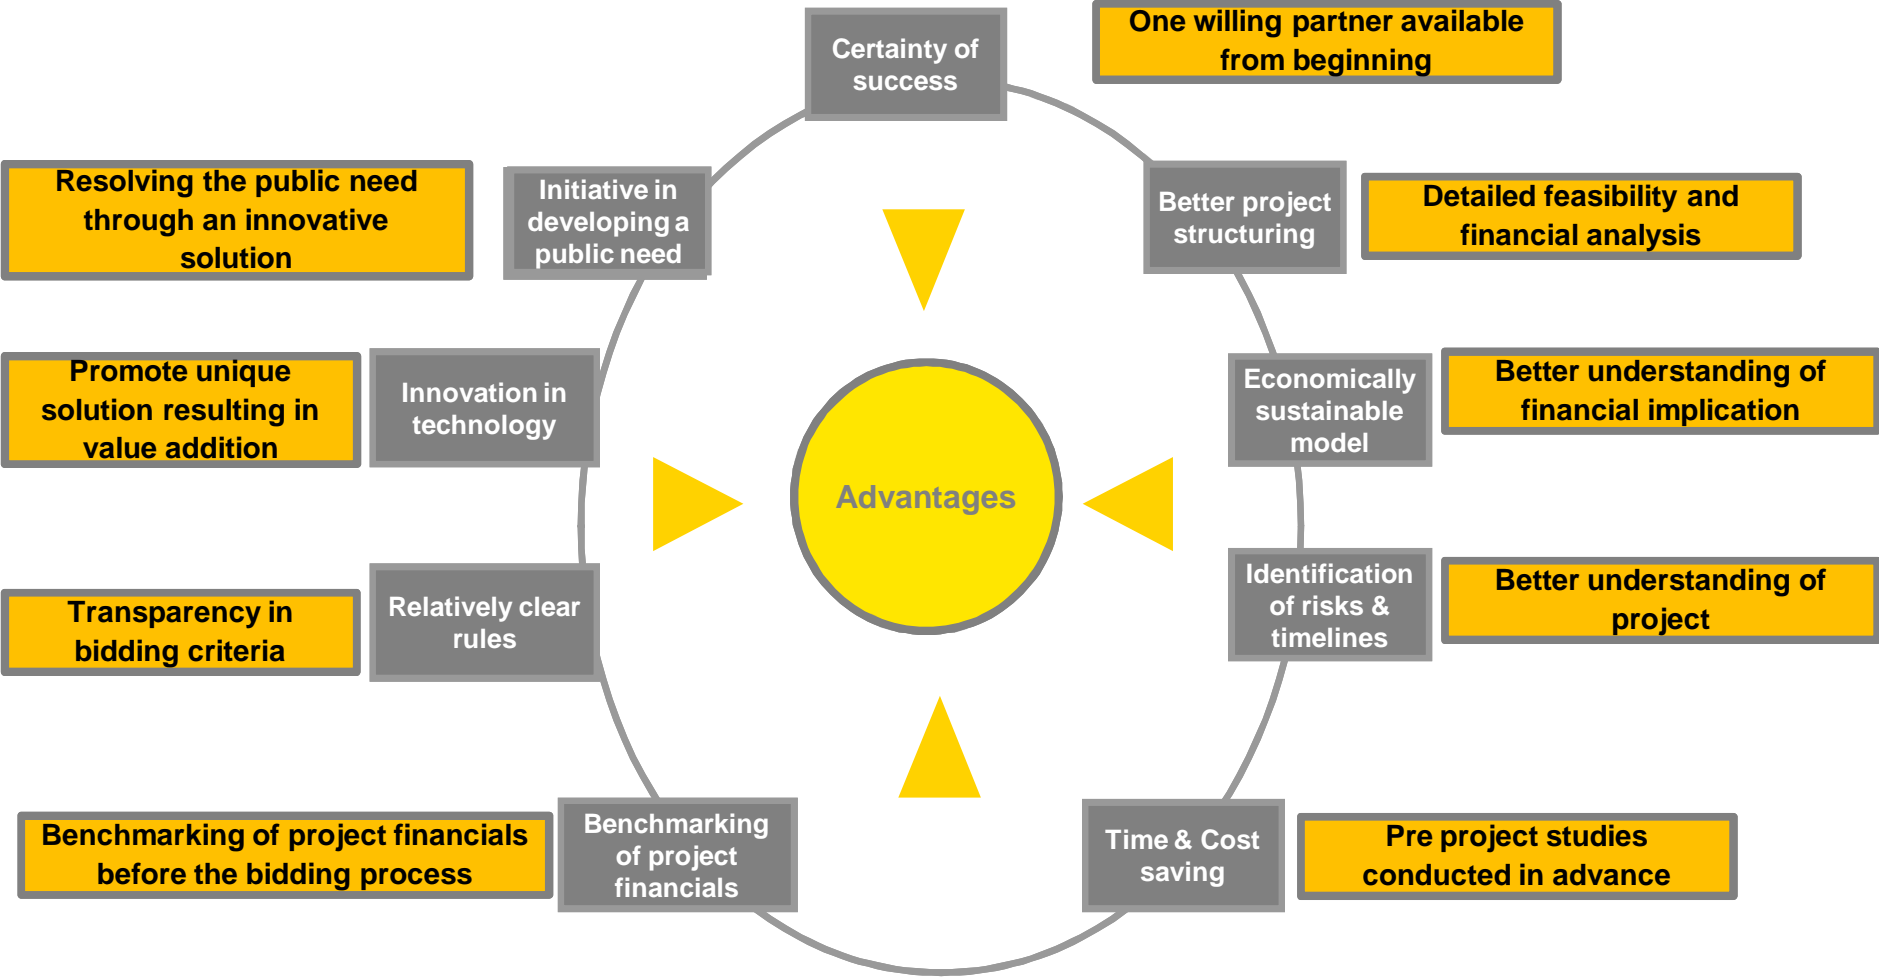 Certainty of
success
One willing partner available
from beginning
Resolving the public need
through an innovative
solution
Initiative in
developing a
public need
Better project
structuring
Detailed feasibility and
financial analysis
Promote unique
solution resulting in
value addition
Innovation in
technology
Economically
sustainable
model
Better understanding of
financial implication
Advantages
Transparency in
bidding criteria
Relatively clear
rules
Identification
of risks &
timelines
Better understanding of
project
Benchmarking of project financials
before the bidding process
Benchmarking
of project
financials
Time & Cost
saving
Pre project studies
conducted in advance